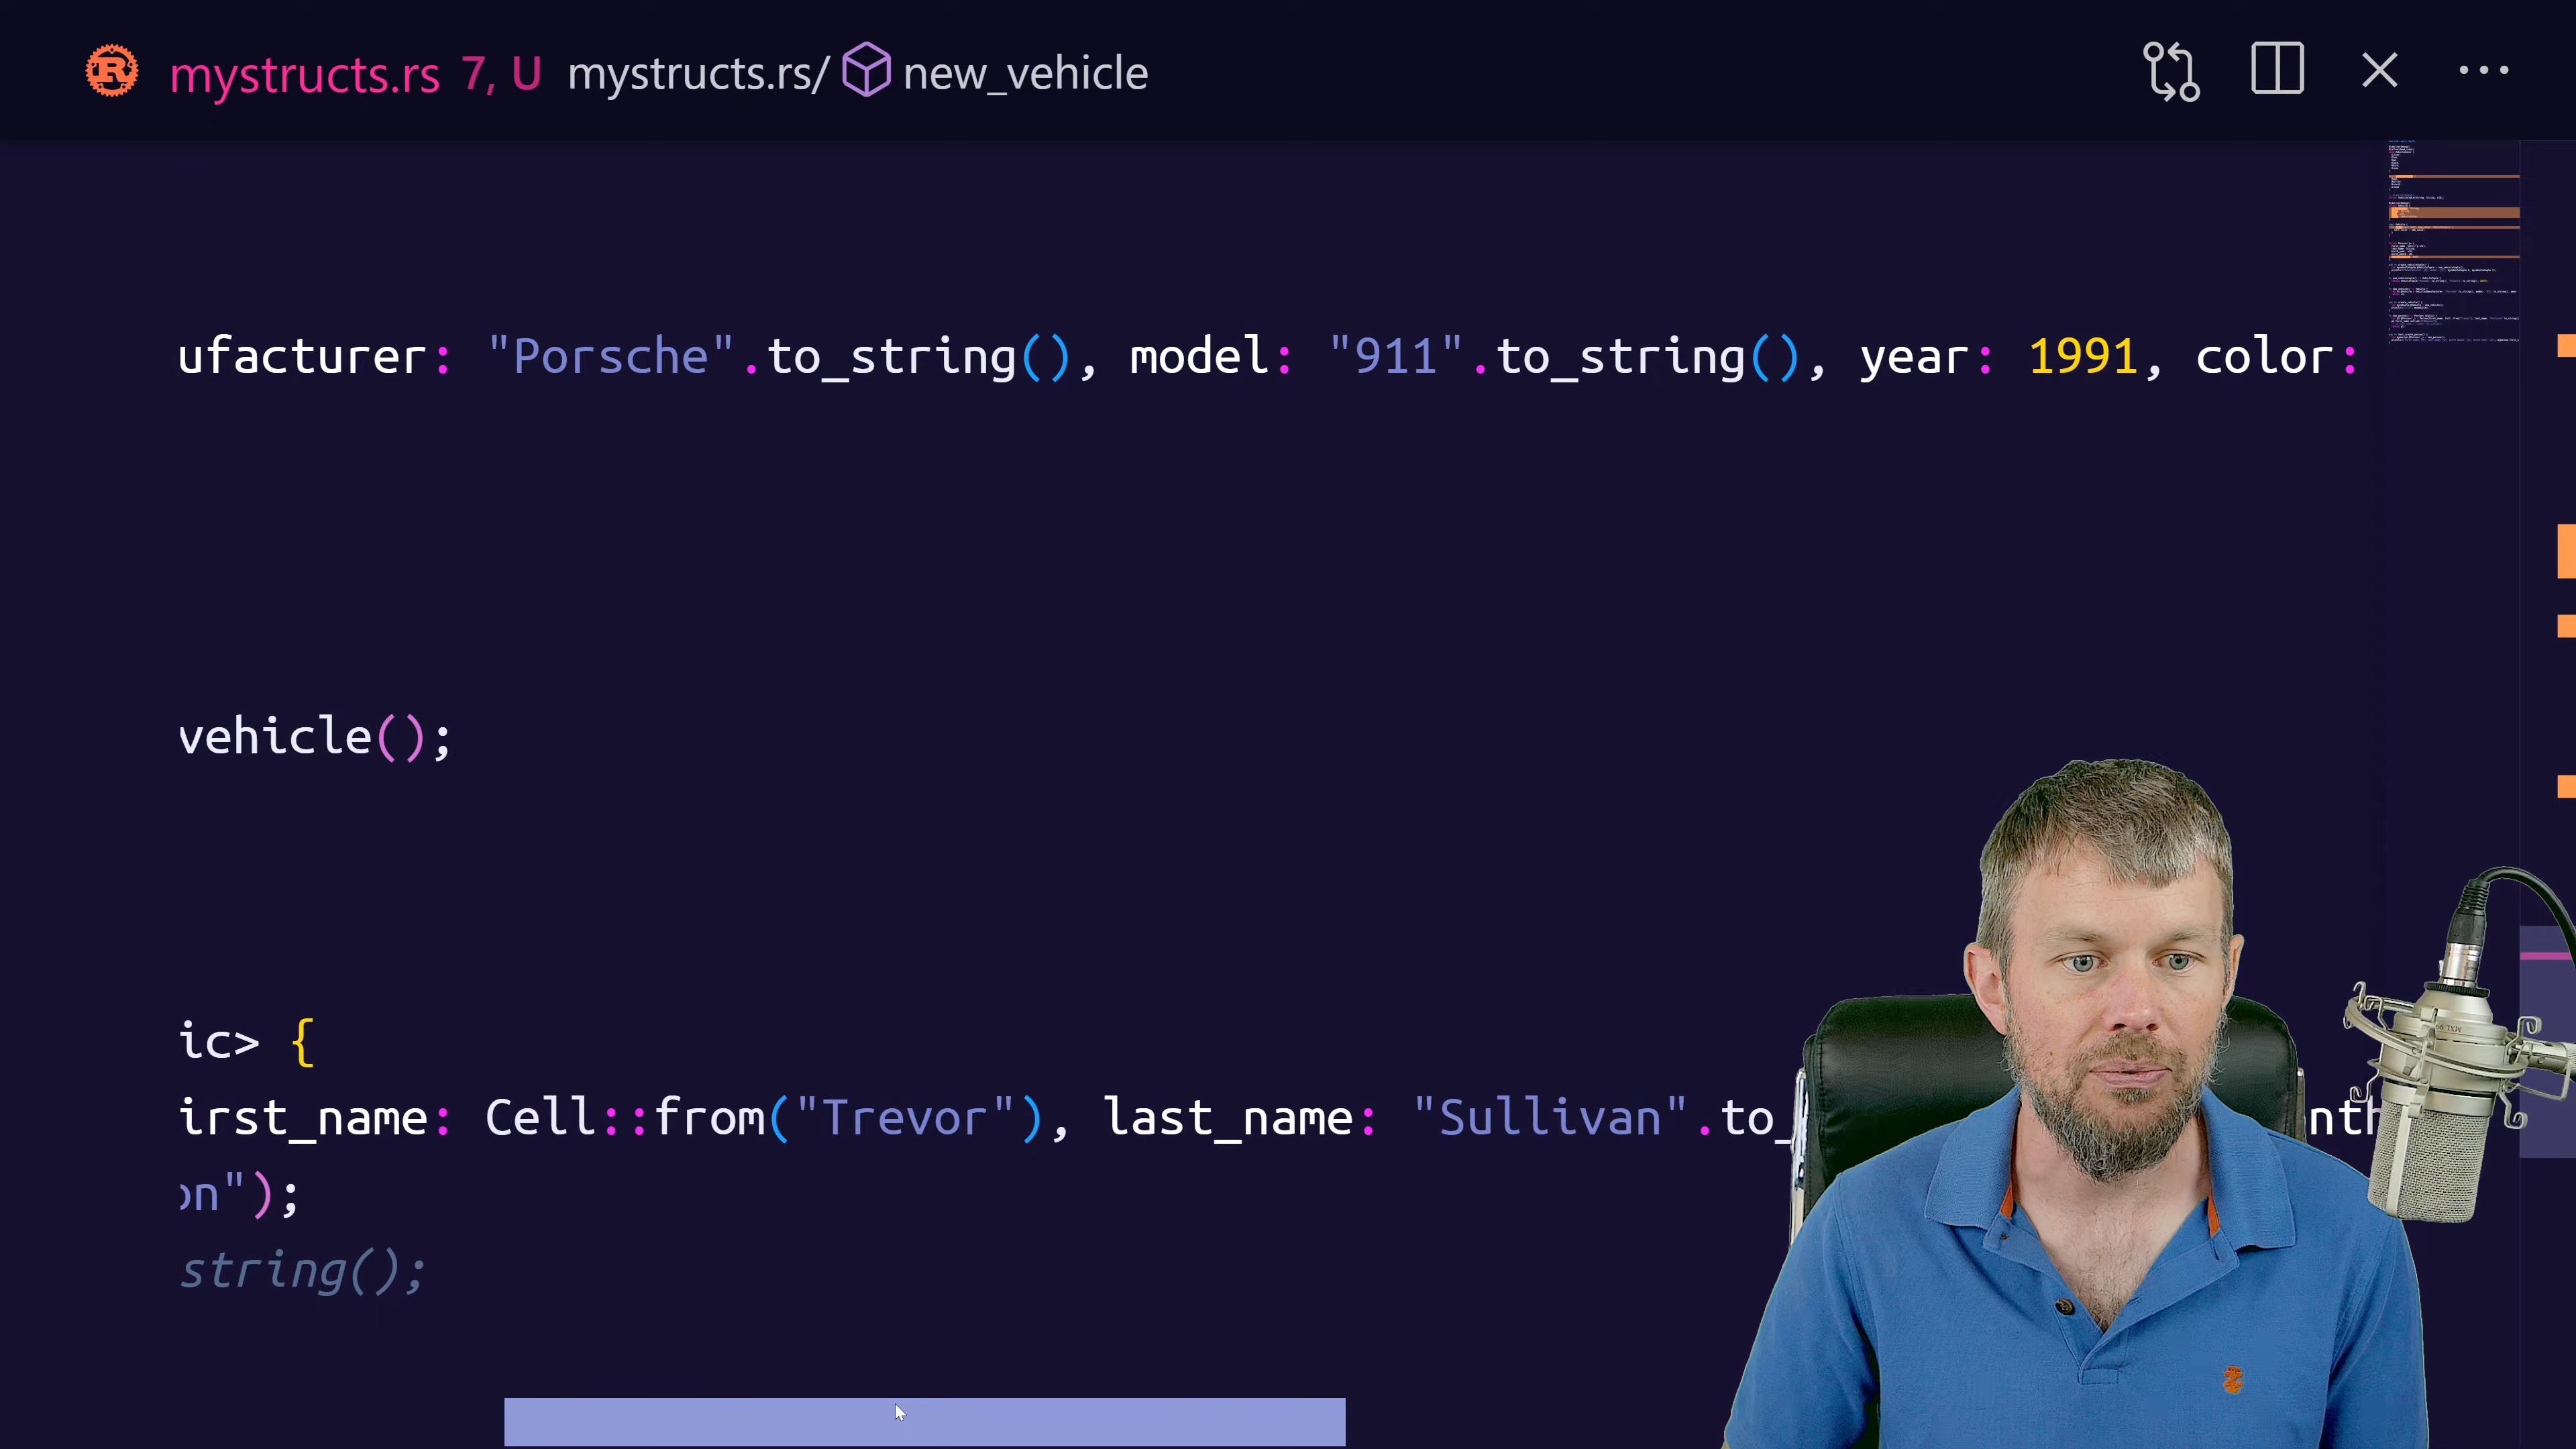 mystructs.rs 7, U mystructs.rs/ new_vehicle
ufacturer: "Porsche".to_string(), model: "911".to_string(), year: 1991, color:
vehicle();
ic> {
irst_name: Cell::from("Trevor"), last_name: "Sullivan".to_ nth
on");
string();